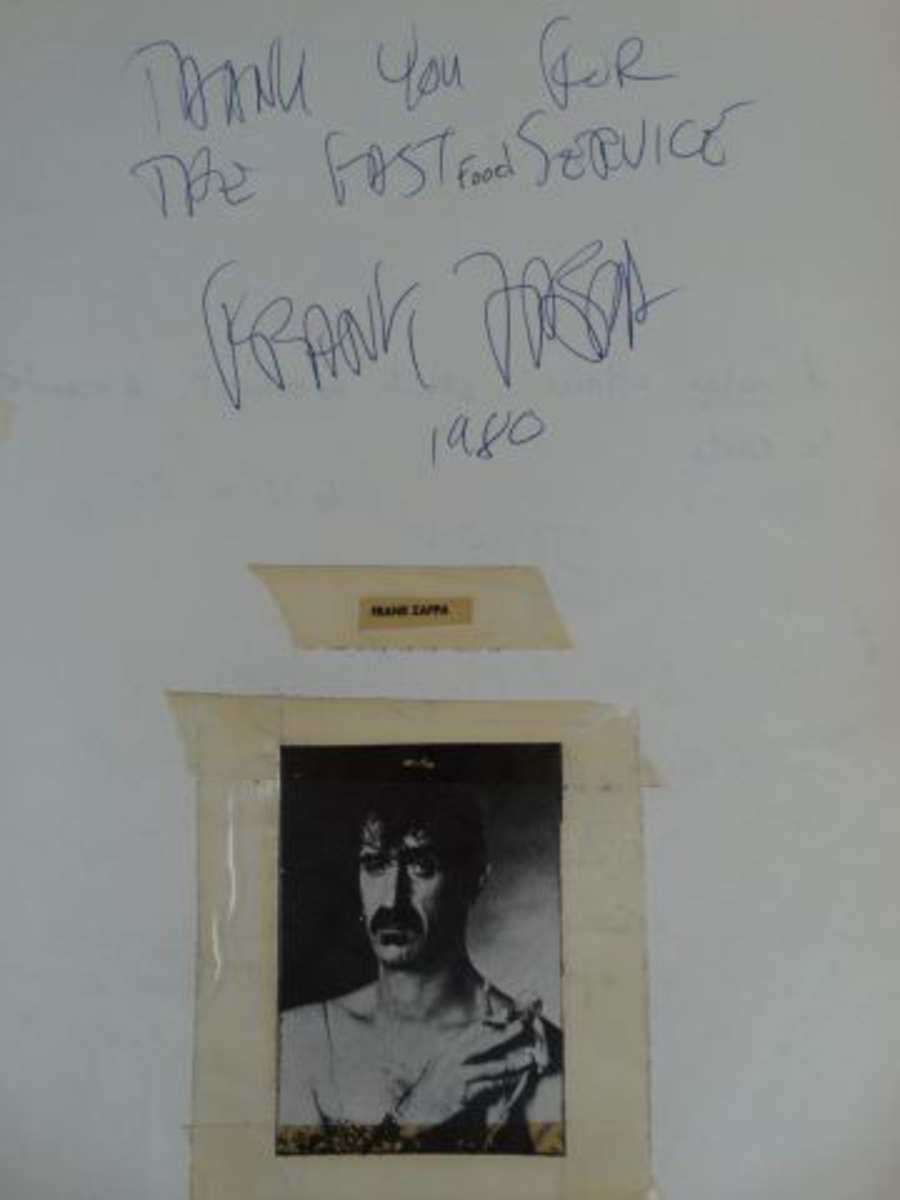 THANK YOU FOR
THE FAST Food SERVICE
FRANK ZAPPA
1980
FRANK ZAPPA